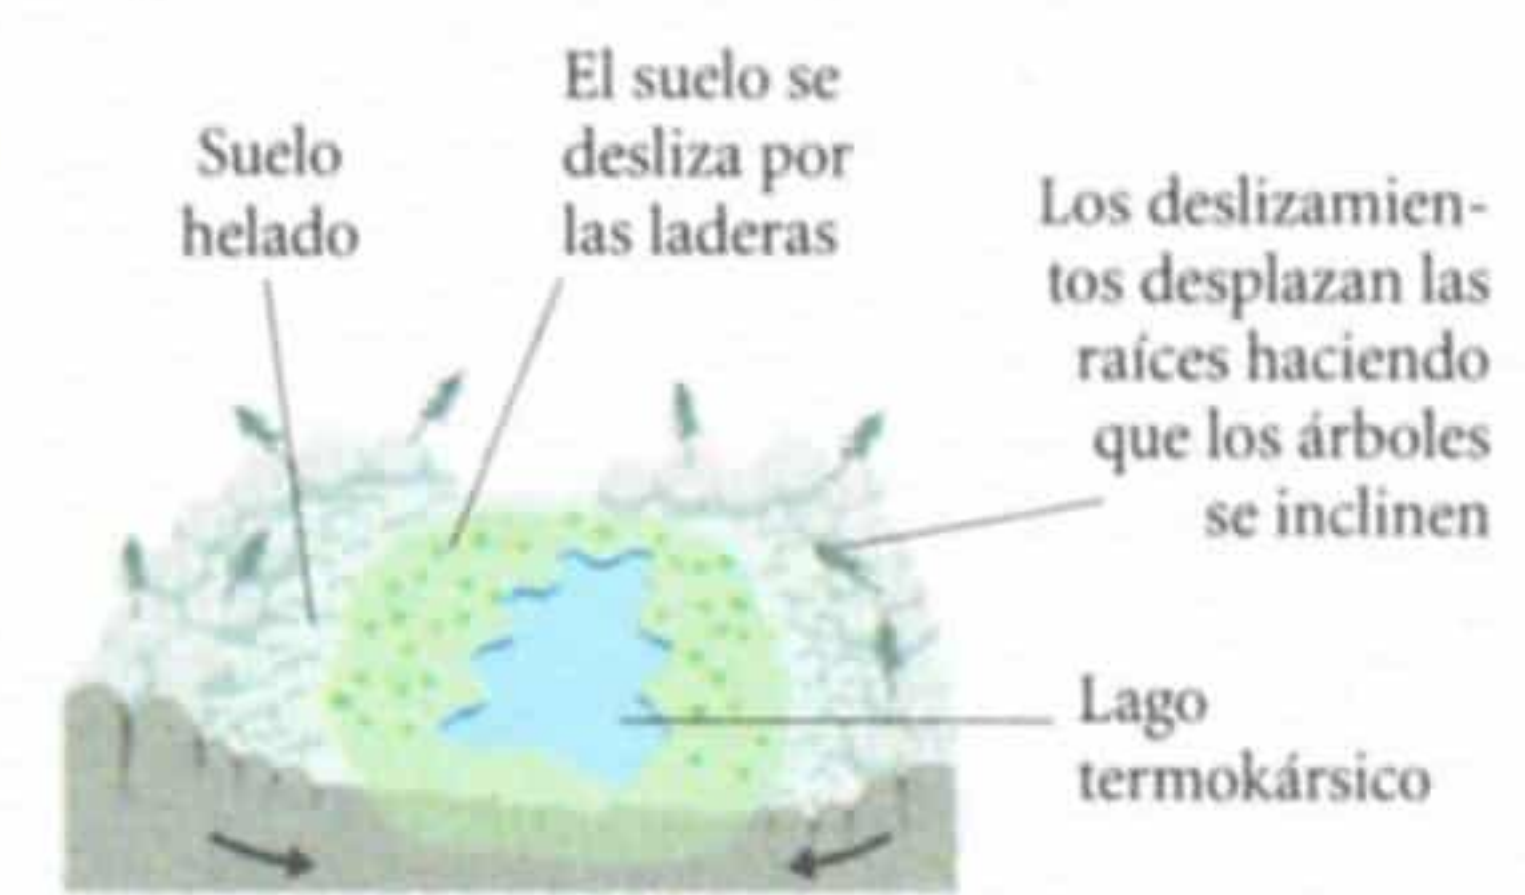 Suelo
helado
El suelo se
desliza por
las laderas
Los deslizamien-
tos desplazan las
raíces haciendo
que los árboles
se inclinen
Lago
termokársico